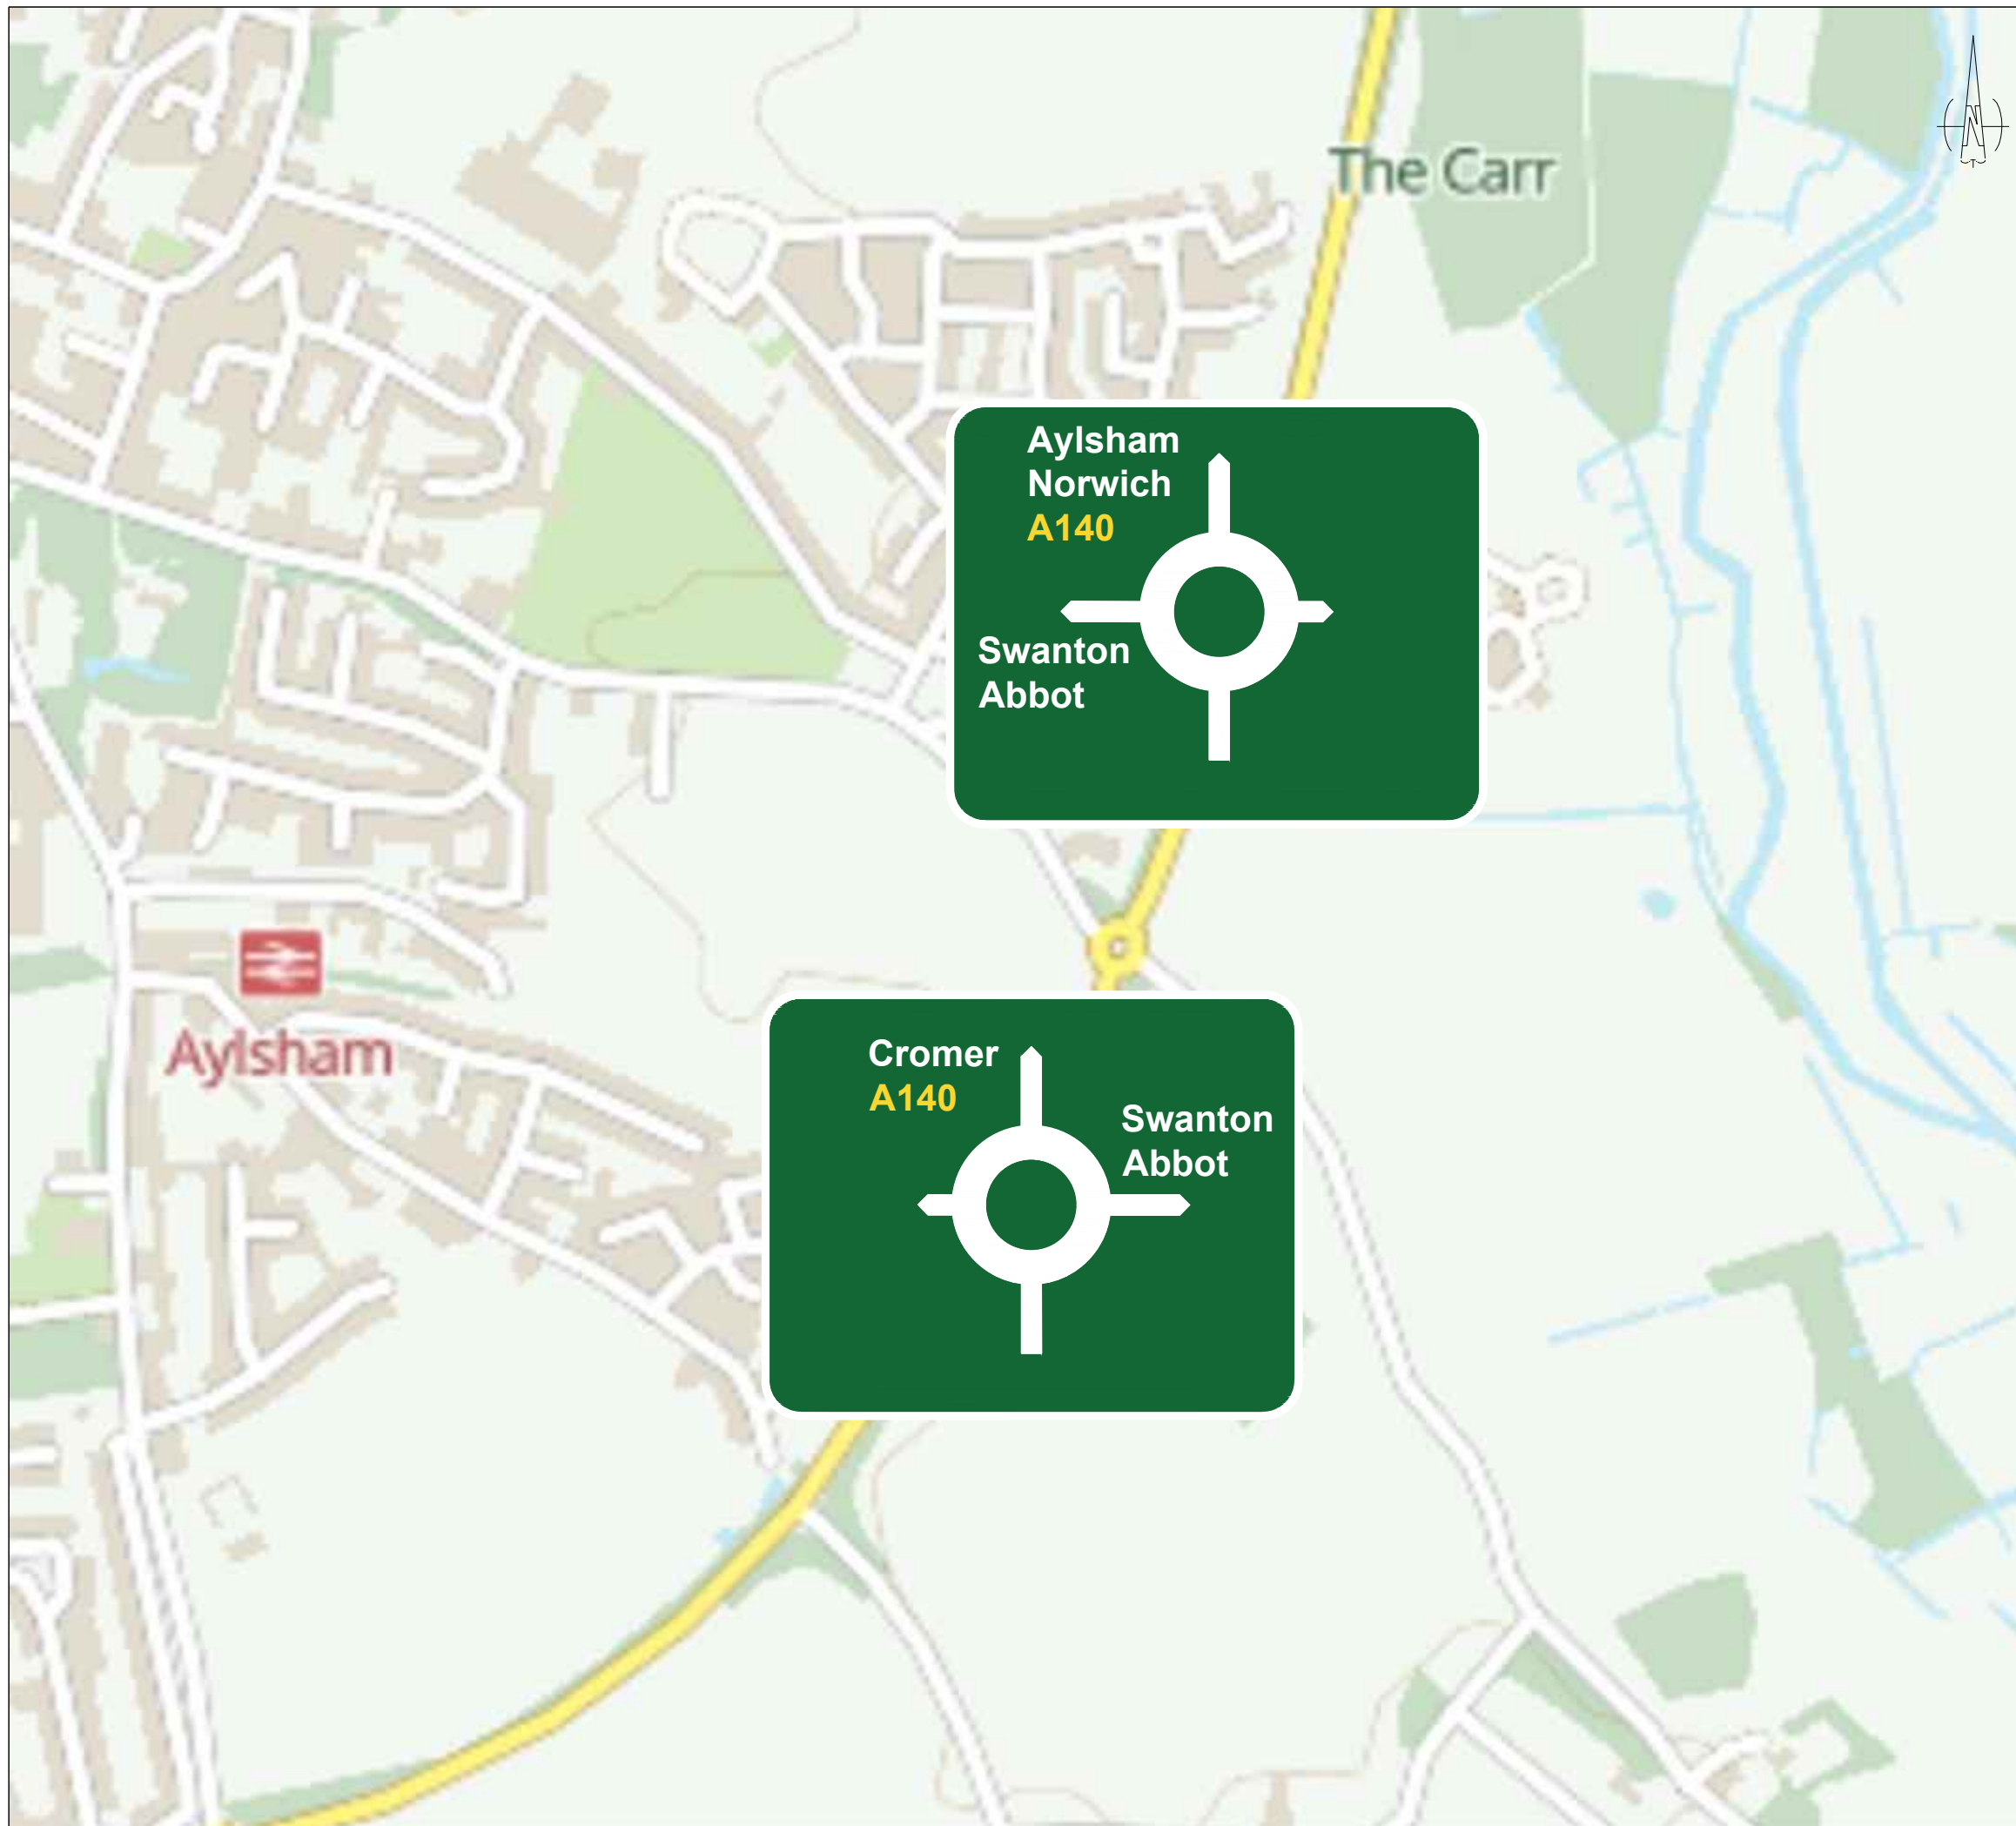 The Carr
N
Aylsham
Norwich
A140
Swanton
Abbot
Aylsham
Cromer
A140
Swanton
Abbot